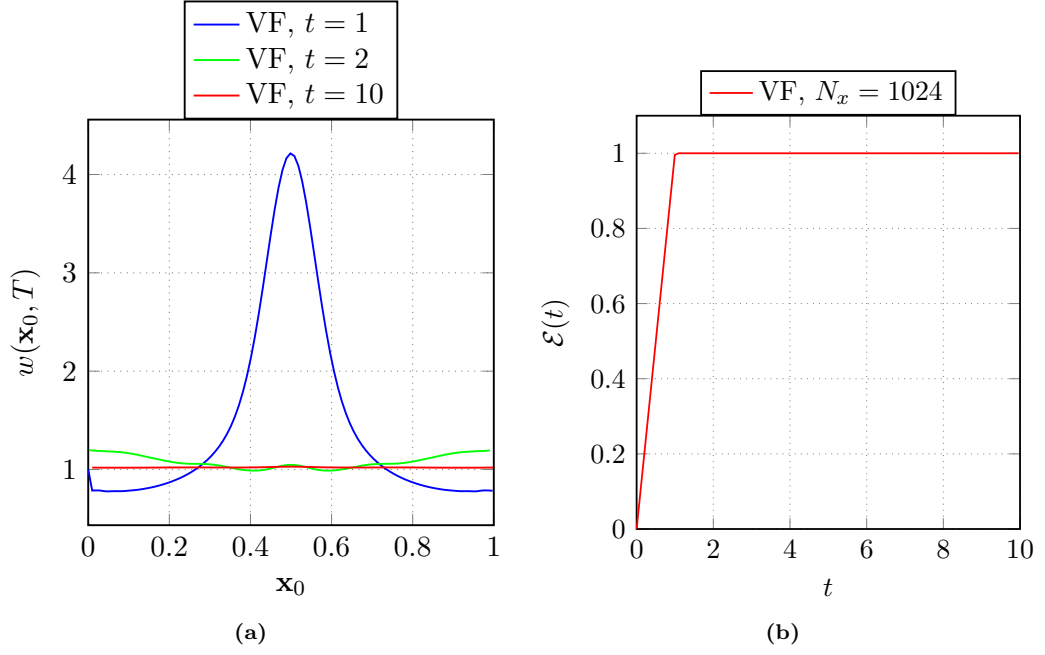 VF, t = 1
VF, t = 2
VF, t = 10
4
3
2
1
w(x₀, T)
0 0.2 0.4 0.6 0.8 1
x₀
(a)
VF, Nₓ = 1024
1
0.8
0.6
0.4
0.2
0
ℰ(t)
0 2 4 6 8 10
t
(b)